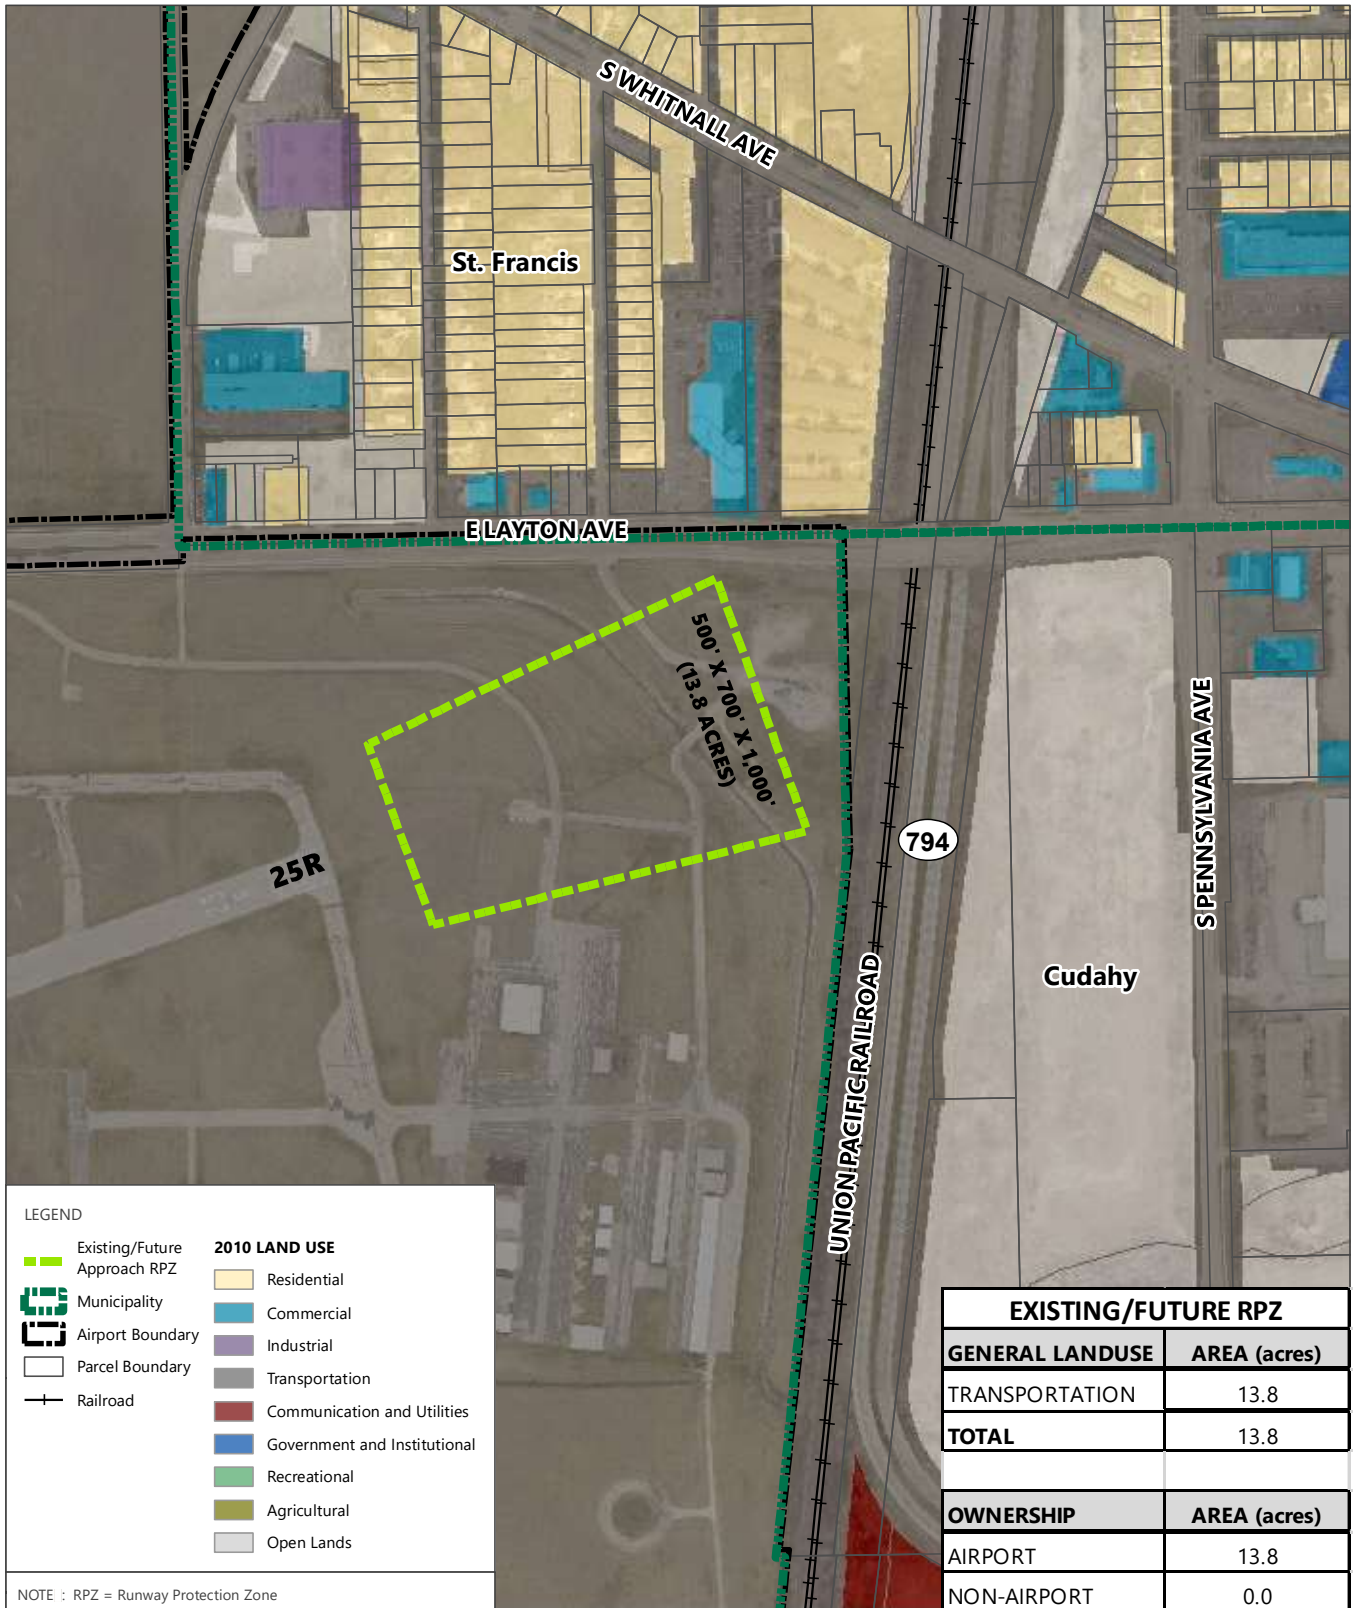 S WHITNALL AVE
St. Francis
E LAYTON AVE
500' X 700' X 1,000'
(13.8 ACRES)
25R
794
S PENNSYLVANIA AVE
Cudahy
UNION PACIFIC RAILROAD
LEGEND
Existing/Future
Approach RPZ
Municipality
Airport Boundary
Parcel Boundary
Railroad
2010 LAND USE
Residential
Commercial
Industrial
Transportation
Communication and Utilities
Government and Institutional
Recreational
Agricultural
Open Lands
NOTE : RPZ = Runway Protection Zone
EXISTING/FUTURE RPZ
GENERAL LANDUSE AREA (acres)
TRANSPORTATION 13.8
TOTAL 13.8
OWNERSHIP AREA (acres)
AIRPORT 13.8
NON-AIRPORT 0.0